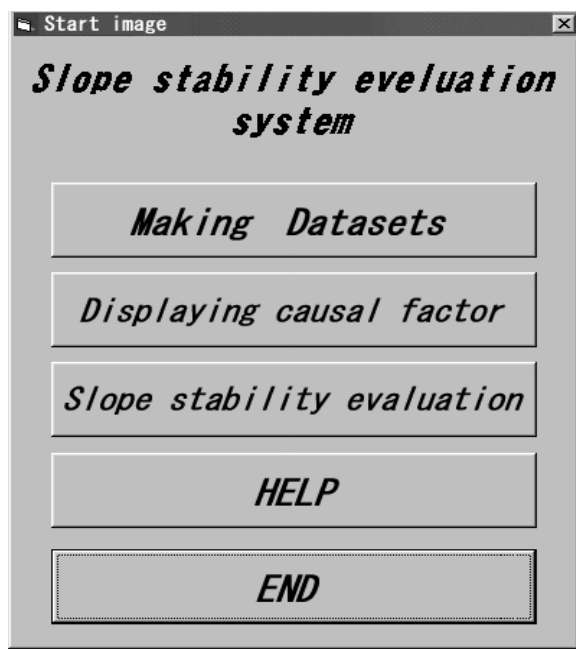 Start image
Slope stability eveluation
system
Making Datasets
Displaying causal factor
Slope stability evaluation
HELP
END